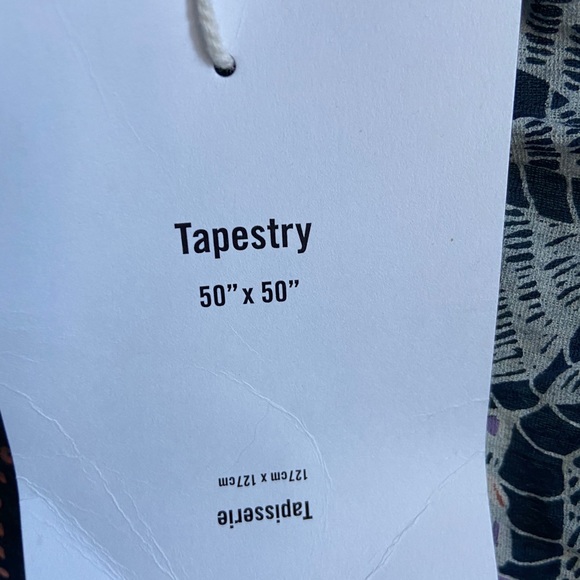 Tapestry
50” x 50”
Tapisserie
127cm x 127cm